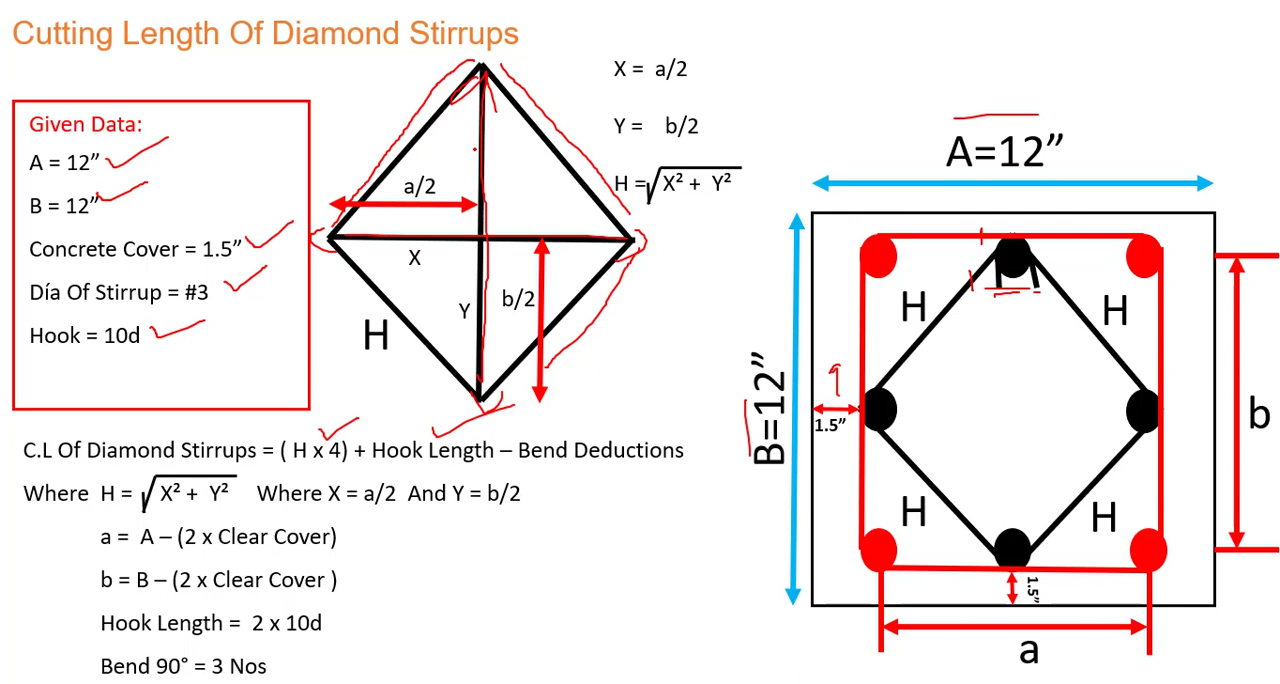 Cutting Length Of Diamond Stirrups
Given Data:
A = 12”
B = 12”
Concrete Cover = 1.5”
Día Of Stirrup = #3
Hook = 10d
a/2
X
Y
b/2
H
X = a/2
Y = b/2
H = √X² + Y²
C.L Of Diamond Stirrups = ( H x 4) + Hook Length – Bend Deductions
Where H = √X² + Y² Where X = a/2 And Y = b/2
a = A – (2 x Clear Cover)
b = B – (2 x Clear Cover )
Hook Length = 2 x 10d
Bend 90° = 3 Nos
A=12”
B=12”
H
H
1.5”
b
H
H
1.5”
a